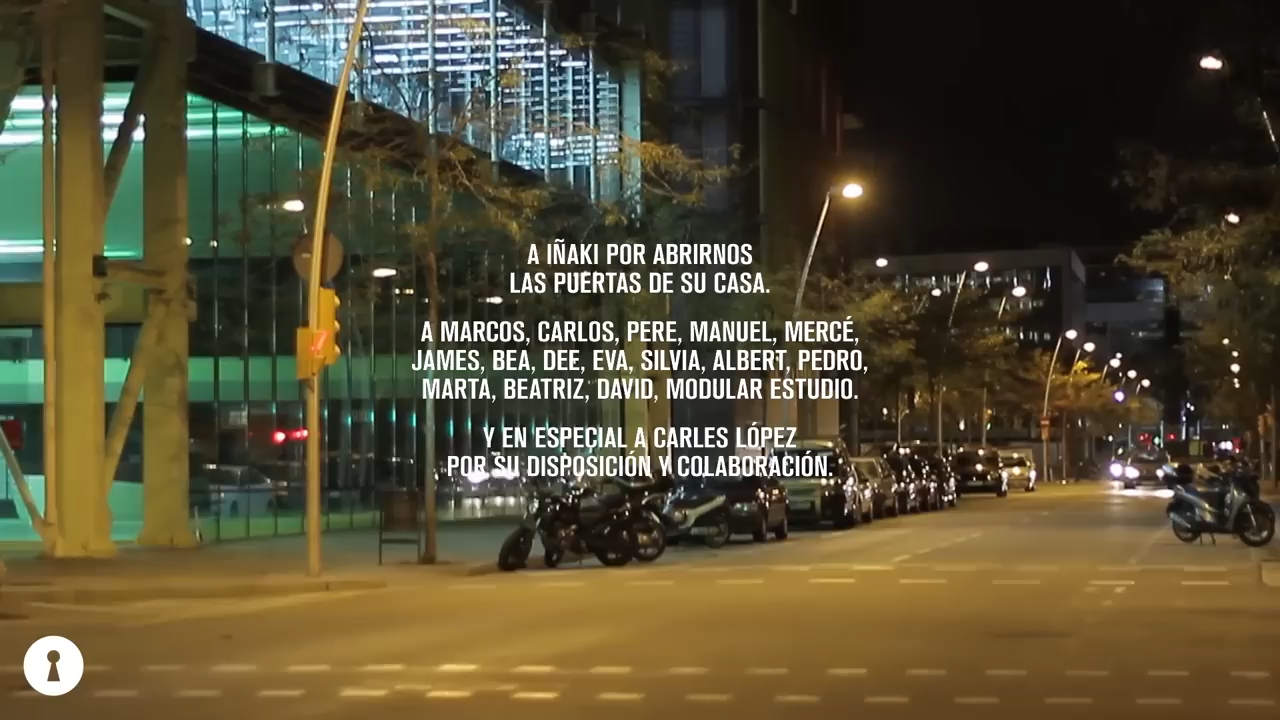 A IÑAKI POR ABRIRNOS
LAS PUERTAS DE SU CASA.
A MARCOS, CARLOS, PERE, MANUEL, MERCÉ,
JAMES, BEA, DEE, EVA, SILVIA, ALBERT, PEDRO,
MARTA, BEATRIZ, DAVID, MODULAR ESTUDIO.
Y EN ESPECIAL A CARLES LÓPEZ
POR SU DISPOSICIÓN Y COLABORACIÓN.